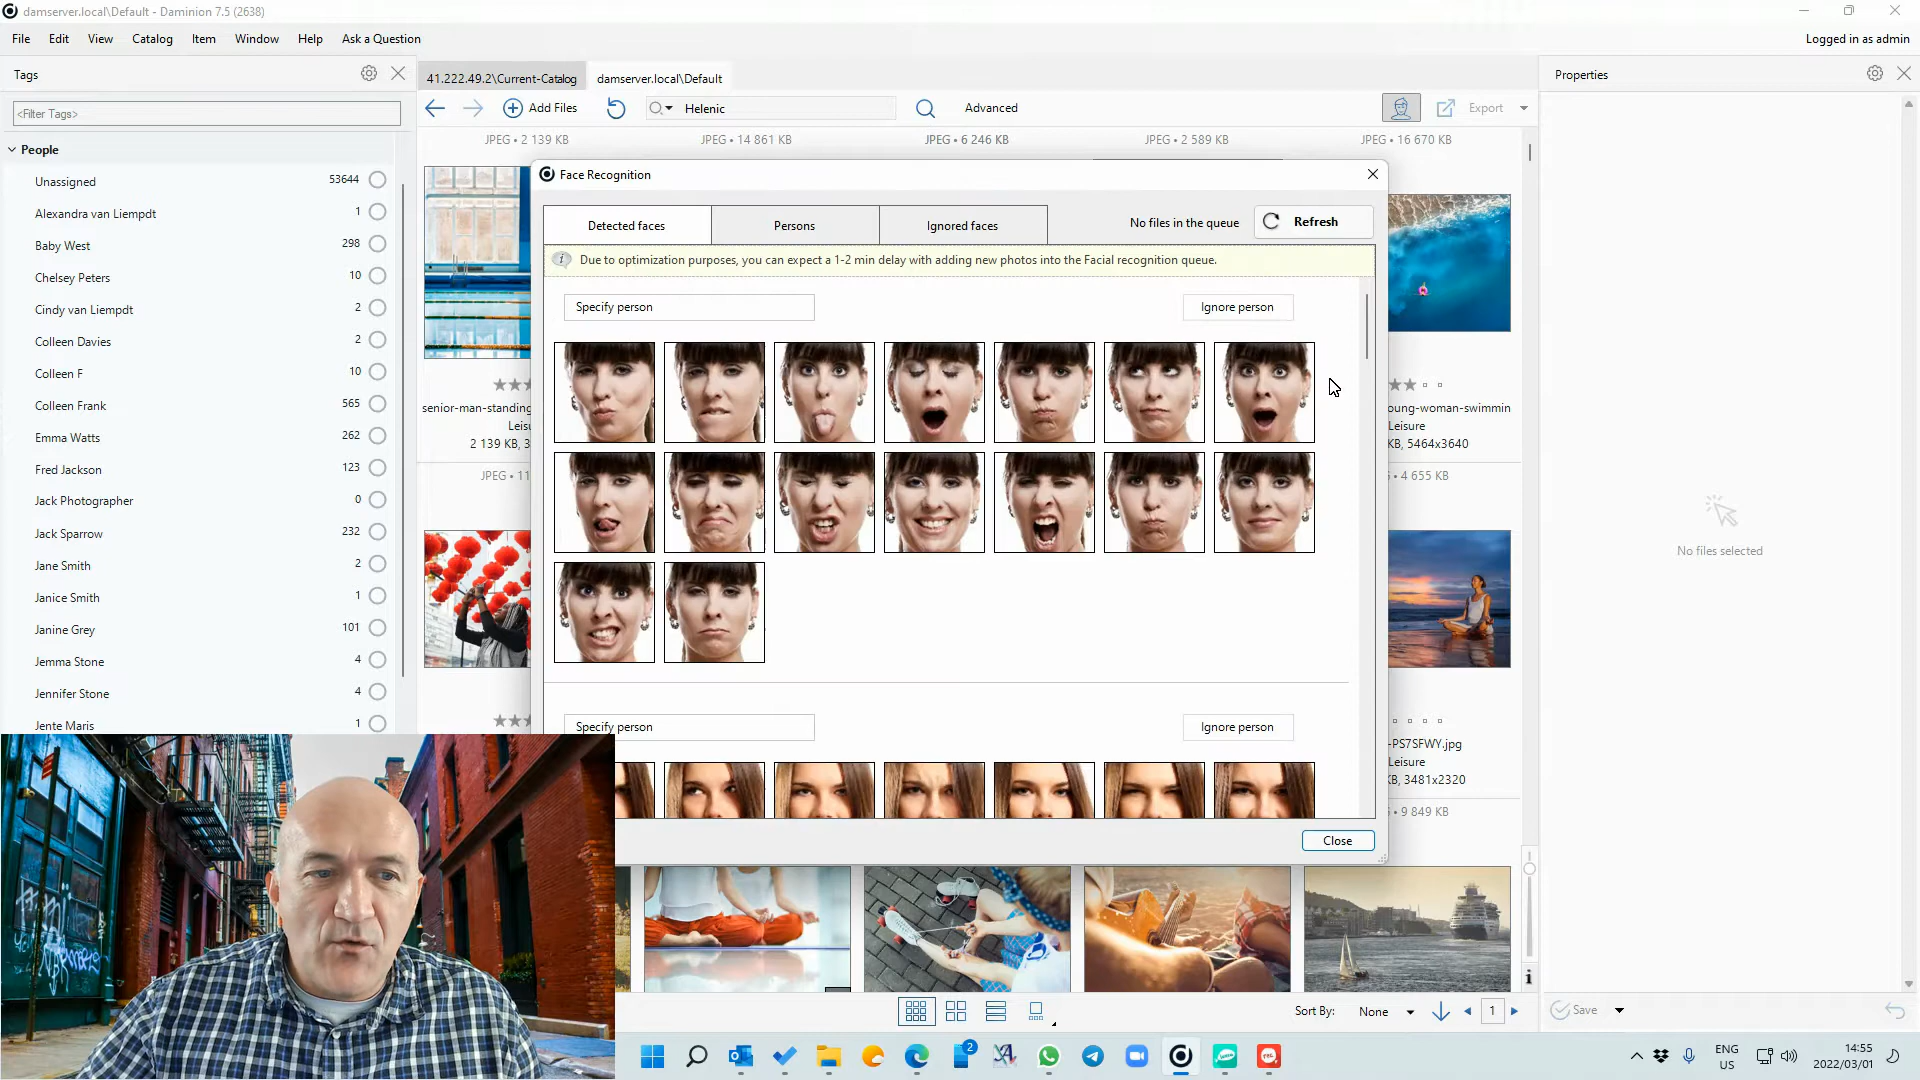 damserver.local\Default - Daminion 7.5 (2638)
File Edit View Catalog Item Window Help Ask a Question
Logged in as admin
Tags
<Filter Tags>
People
Unassigned 53644
Alexandra van Liempdt 1
Baby West 298
Chelsey Peters 10
Cindy van Liempdt 2
Colleen Davies 2
Colleen F 10
Colleen Frank 565
Emma Watts 262
Fred Jackson 123
Jack Photographer 0
Jack Sparrow 232
Jane Smith 2
Janice Smith 1
Janine Grey 101
Jemma Stone 4
Jennifer Stone 4
Jente Maris 1
41.222.49.2\Current-Catalog damserver.local\Default
Add Files Helenic Advanced Export
JPEG • 2 139 KB JPEG • 14 861 KB JPEG • 6 246 KB JPEG • 2 589 KB JPEG • 16 670 KB
Face Recognition
Detected faces Persons Ignored faces No files in the queue Refresh
Due to optimization purposes, you can expect a 1-2 min delay with adding new photos into the Facial recognition queue.
Specify person Ignore person
Specify person Ignore person
Close
senior-man-standing
Leisu
2 139 KB, 3
JPEG • 11
oung-woman-swimmin
Leisure
KB, 5464x3640
• 4 655 KB
-PS7SFWY.jpg
Leisure
KB, 3481x2320
• 9 849 KB
Properties
No files selected
Sort By: None 1
Save
2
ENG
US
14:55
2022/03/01